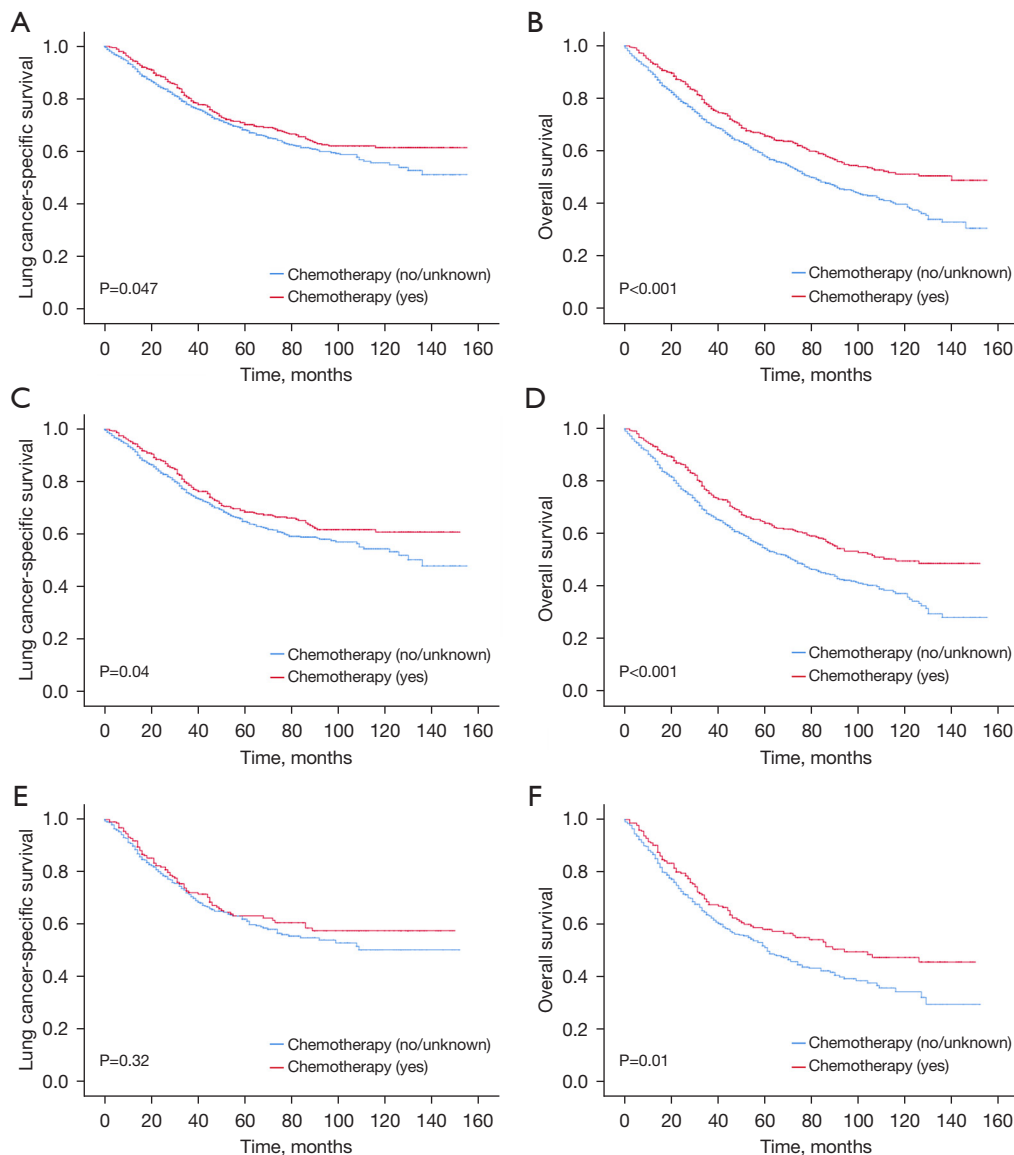 A
Lung cancer-specific survival
1.0
0.8
0.6
0.4
0.2
0.0
P=0.047
Chemotherapy (no/unknown)
Chemotherapy (yes)
0 20 40 60 80 100 120 140 160
Time, months
B
Overall survival
1.0
0.8
0.6
0.4
0.2
0.0
P<0.001
Chemotherapy (no/unknown)
Chemotherapy (yes)
0 20 40 60 80 100 120 140 160
Time, months
C
Lung cancer-specific survival
1.0
0.8
0.6
0.4
0.2
0.0
P=0.04
Chemotherapy (no/unknown)
Chemotherapy (yes)
0 20 40 60 80 100 120 140 160
Time, months
D
Overall survival
1.0
0.8
0.6
0.4
0.2
0.0
P<0.001
Chemotherapy (no/unknown)
Chemotherapy (yes)
0 20 40 60 80 100 120 140 160
Time, months
E
Lung cancer-specific survival
1.0
0.8
0.6
0.4
0.2
0.0
P=0.32
Chemotherapy (no/unknown)
Chemotherapy (yes)
0 20 40 60 80 100 120 140 160
Time, months
F
Overall survival
1.0
0.8
0.6
0.4
0.2
0.0
P=0.01
Chemotherapy (no/unknown)
Chemotherapy (yes)
0 20 40 60 80 100 120 140 160
Time, months